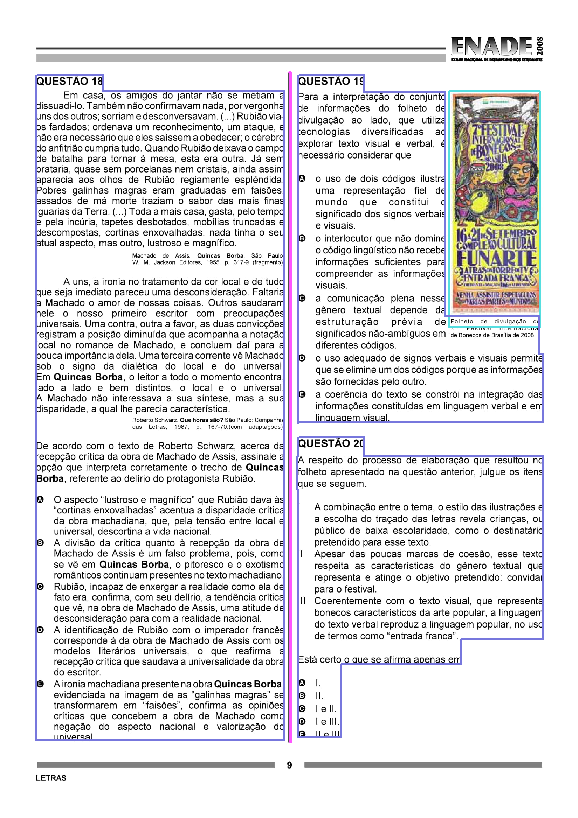 ENADE 2008
EXAME NACIONAL DE DESEMPENHO DOS ESTUDANTES
QUESTÃO 18
Em casa, os amigos do jantar não se metiam a
dissuadi-lo. Também não confirmavam nada, por vergonha
uns dos outros; sorriam e desconversavam. (...) Rubião via-
os fardados; ordenava um reconhecimento, um ataque, e
não era necessário que eles saíssem a obedecer; o cérebro
do anfitrião cumpria tudo. Quando Rubião deixava o campo
de batalha para tornar à mesa, esta era outra. Já sem
prataria, quase sem porcelanas nem cristais, ainda assim
aparecia aos olhos de Rubião regiamente esplêndida.
Pobres galinhas magras eram graduadas em faisões,
assados de má morte traziam o sabor das mais finas
iguarias da Terra. (...) Toda a mais casa, gasta, pelo tempo
e pela incúria, tapetes desbotados, mobílias truncadas e
descompostas, cortinas enxovalhadas, nada tinha o seu
atual aspecto, mas outro, lustroso e magnífico.
Machado de Assis. Quincas Borba. São Paulo:
W. M. Jackson Editores, 1955, p. 317-9 (fragmento).
A uns, a ironia no tratamento da cor local e de tudo
que seja imediato pareceu uma desconsideração. Faltaria
a Machado o amor de nossas coisas. Outros saudaram
nele o nosso primeiro escritor com preocupações
universais. Uma contra, outra a favor, as duas convicções
registram a posição diminuída que acompanha a notação
local no romance de Machado, e concluem daí para a
pouca importância dela. Uma terceira corrente vê Machado
sob o signo da dialética do local e do universal.
Em Quincas Borba, o leitor a todo o momento encontra,
lado a lado e bem distintos, o local e o universal.
A Machado não interessava a sua síntese, mas a sua
disparidade, a qual lhe parecia característica.
Roberto Schwarz. Que horas são? São Paulo: Companhia
das Letras, 1987, p. 167-70 (com adaptações).
De acordo com o texto de Roberto Schwarz, acerca da
recepção crítica da obra de Machado de Assis, assinale a
opção que interpreta corretamente o trecho de Quincas
Borba, referente ao delírio do protagonista Rubião.
A O aspecto “lustroso e magnífico” que Rubião dava às
“cortinas enxovalhadas” acentua a disparidade crítica
da obra machadiana, que, pela tensão entre local e
universal, descortina a vida nacional.
B A divisão da crítica quanto à recepção da obra de
Machado de Assis é um falso problema, pois, como
se vê em Quincas Borba, o pitoresco e o exotismo
românticos continuam presentes no texto machadiano.
C Rubião, incapaz de enxergar a realidade como ela de
fato era, confirma, com seu delírio, a tendência crítica
que vê, na obra de Machado de Assis, uma atitude de
desconsideração para com a realidade nacional.
D A identificação de Rubião com o imperador francês
corresponde à da obra de Machado de Assis com os
modelos literários universais, o que reafirma a
recepção crítica que saudava a universalidade da obra
do escritor.
E A ironia machadiana presente na obra Quincas Borba,
evidenciada na imagem de as “galinhas magras” se
transformarem em “faisões”, confirma as opiniões
críticas que concebem a obra de Machado como
negação do aspecto nacional e valorização do
universal.
QUESTÃO 19
Para a interpretação do conjunto
de informações do folheto de
divulgação ao lado, que utiliza
tecnologias diversificadas ao
explorar texto visual e verbal, é
necessário considerar que
A o uso de dois códigos ilustra
uma representação fiel de
mundo que constitui o
significado dos signos verbais
e visuais.
B o interlocutor que não domine
o código lingüístico não recebe
informações suficientes para
compreender as informações
visuais.
C a comunicação plena nesse
gênero textual depende da
estruturação prévia de
significados não-ambíguos em
diferentes códigos.
D o uso adequado de signos verbais e visuais permite
que se elimine um dos códigos porque as informações
são fornecidas pelo outro.
E a coerência do texto se constrói na integração das
informações constituídas em linguagem verbal e em
linguagem visual.
7º FESTIVAL
INTERNACIONAL
DE BONECOS
16 A 21 DE SETEMBRO
COMPLEXO CULTURAL
FUNARTE
ATRÁS DA TORRE DE TV
ENTRADA FRANCA
VENHA ASSISTIR ESPETÁCULOS
DE VÁRIAS PARTES DO MUNDO
Folheto de divulgação do
de Bonecos de Brasília de 2008.
QUESTÃO 20
A respeito do processo de elaboração que resultou no
folheto apresentado na questão anterior, julgue os itens
que se seguem.
A combinação entre o tema, o estilo das ilustrações e
a escolha do traçado das letras revela crianças, ou
público de baixa escolaridade, como o destinatário
pretendido para esse texto.
I Apesar das poucas marcas de coesão, esse texto
respeita as características do gênero textual que
representa e atinge o objetivo pretendido: convidar
para o festival.
II Coerentemente com o texto visual, que representa
bonecos característicos da arte popular, a linguagem
do texto verbal reproduz a linguagem popular, no uso
de termos como “entrada franca”.
Está certo o que se afirma apenas em
A I.
B II.
C I e II.
D I e III.
E II e III.
9
LETRAS